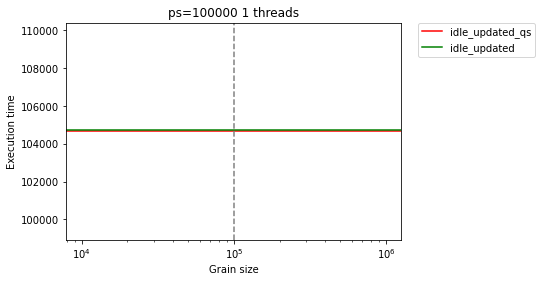 ps=100000 1 threads
idle_updated_qs
idle_updated
Execution time
110000
108000
106000
104000
102000
100000
10^4
10^5
10^6
Grain size